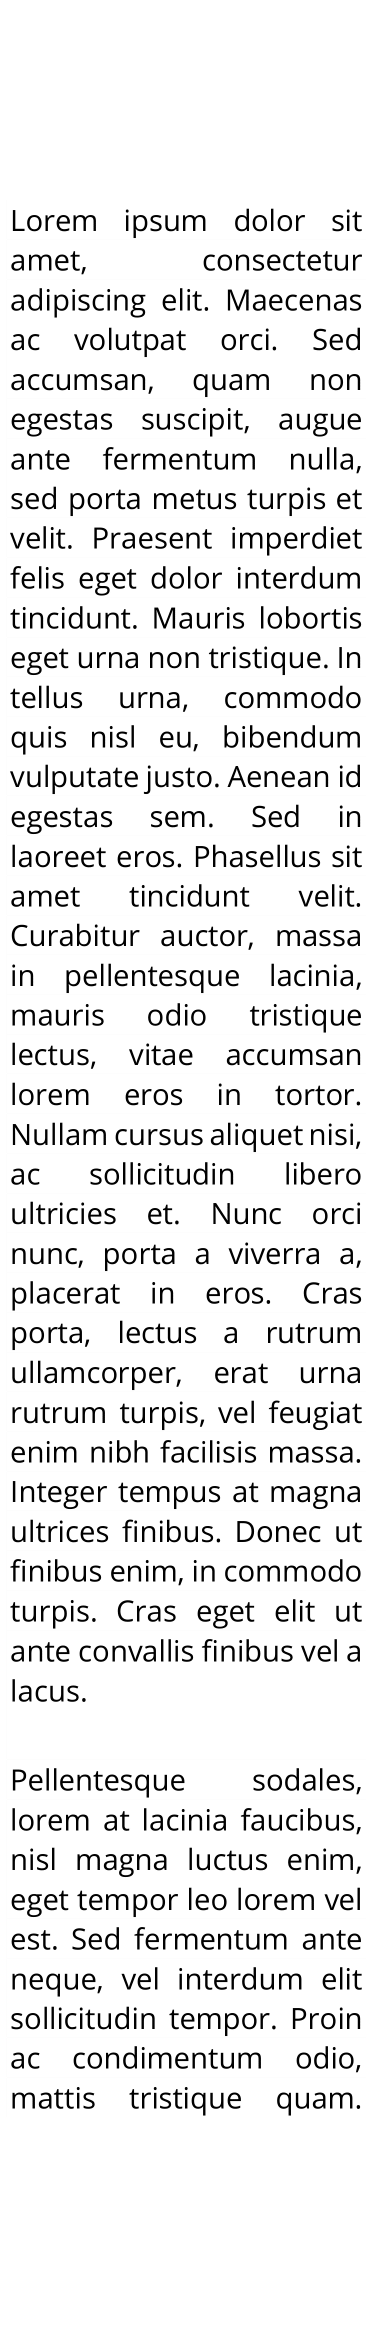 Lorem ipsum dolor sit
amet, consectetur
adipiscing elit. Maecenas
ac volutpat orci. Sed
accumsan, quam non
egestas suscipit, augue
ante fermentum nulla,
sed porta metus turpis et
velit. Praesent imperdiet
felis eget dolor interdum
tincidunt. Mauris lobortis
eget urna non tristique. In
tellus urna, commodo
quis nisl eu, bibendum
vulputate justo. Aenean id
egestas sem. Sed in
laoreet eros. Phasellus sit
amet tincidunt velit.
Curabitur auctor, massa
in pellentesque lacinia,
mauris odio tristique
lectus, vitae accumsan
lorem eros in tortor.
Nullam cursus aliquet nisi,
ac sollicitudin libero
ultricies et. Nunc orci
nunc, porta a viverra a,
placerat in eros. Cras
porta, lectus a rutrum
ullamcorper, erat urna
rutrum turpis, vel feugiat
enim nibh facilisis massa.
Integer tempus at magna
ultrices finibus. Donec ut
finibus enim, in commodo
turpis. Cras eget elit ut
ante convallis finibus vel a
lacus.

Pellentesque sodales,
lorem at lacinia faucibus,
nisl magna luctus enim,
eget tempor leo lorem vel
est. Sed fermentum ante
neque, vel interdum elit
sollicitudin tempor. Proin
ac condimentum odio,
mattis tristique quam.